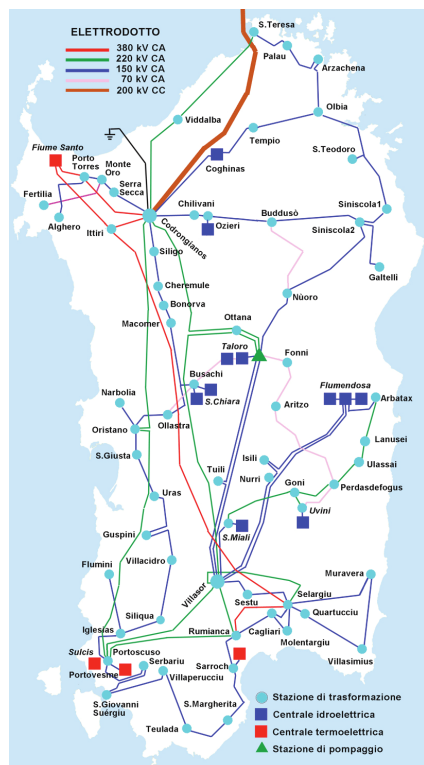 ELETTRODOTTO
380 kV CA
220 kV CA
150 kV CA
70 kV CA
200 kV CC
S.Teresa
Palau
Arzachena
Viddalba
Olbia
Tempio
Fiume Santo
Porto
Torres
Monte
Oro
Coghinas
S.Teodoro
Serra
Secca
Fertilia
Alghero
Ittiri
Codrongianos
Chilivani
Ozieri
Buddusò
Siniscola1
Siniscola2
Siligo
Galtelli
Cheremule
Bonorva
Nùoro
Macomer
Ottana
Taloro
Fonni
Busachi
Flumendosa
S.Chiara
Arbatax
Narbolia
Aritzo
Ollastra
Oristano
Lanusei
S.Giusta
Isili
Ulassai
Tuili
Nurri
Goni
Perdasdefogus
Uras
Uvini
S.Miali
Guspini
Villacidro
Flumini
Villasor
Muravera
Sestu
Selargiu
Siliqua
Quartucciu
Iglesias
Rumianca
Cagliari
Molentargiu
Sulcis
Portoscuso
Serbariu
Villasimius
Portovesme
Villaperucciu
Sarroch
S.Giovanni
Suérgiu
S.Margherita
Teulada
Stazione di trasformazione
Centrale idroelettrica
Centrale termoelettrica
Stazione di pompaggio